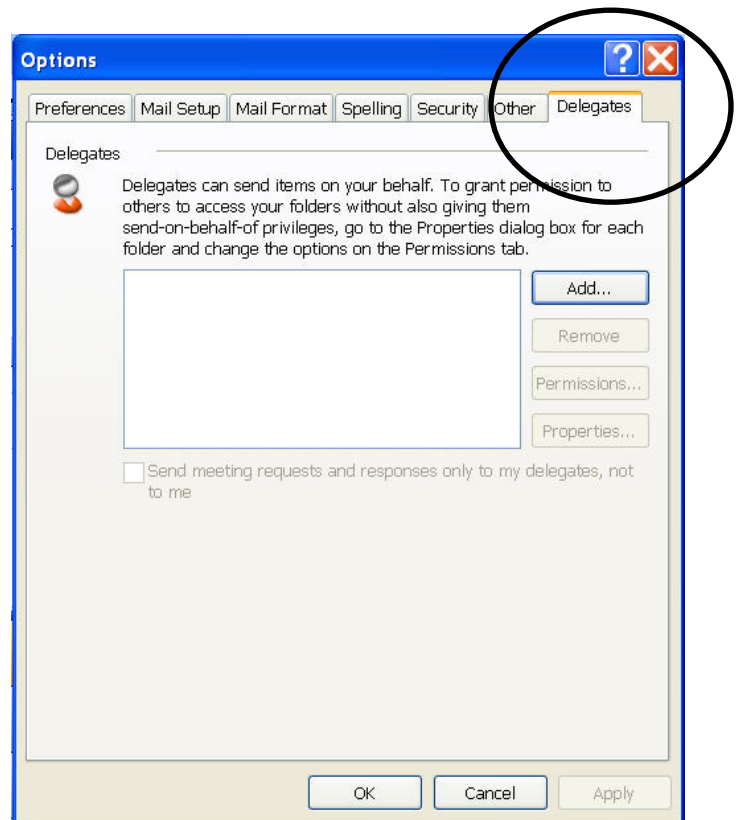 Options
?
Preferences Mail Setup Mail Format Spelling Security Other Delegates
Delegates
Delegates can send items on your behalf. To grant permission to
others to access your folders without also giving them
send-on-behalf-of privileges, go to the Properties dialog box for each
folder and change the options on the Permissions tab.
Add...
Remove
Permissions...
Properties...
Send meeting requests and responses only to my delegates, not
to me
OK Cancel Apply